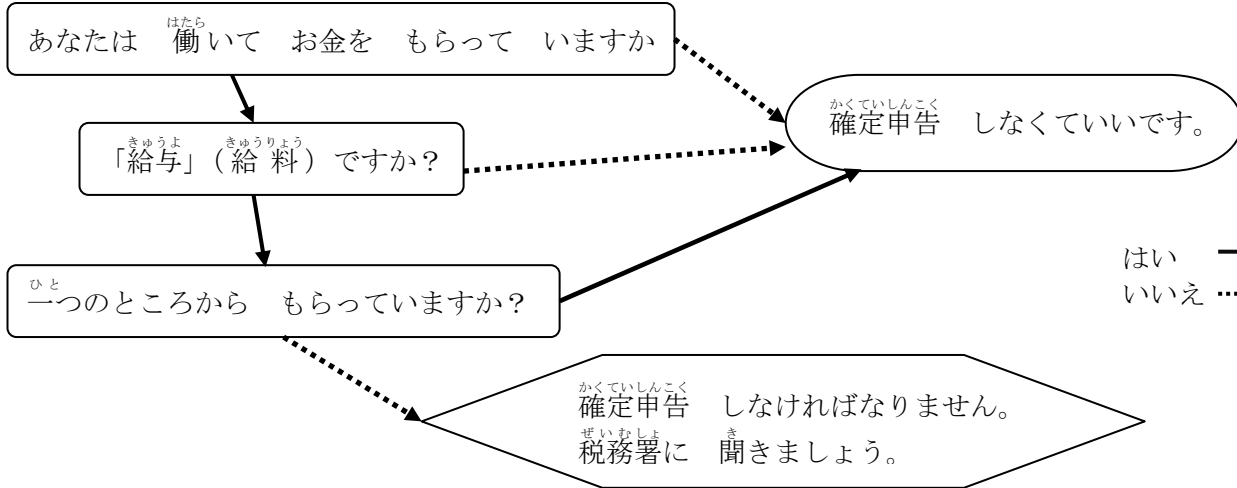 あなたは　働いて　お金を　もらって　いますか
「給与」（給料）ですか？
一つのところから　もらっていますか？
確定申告　しなくていいです。
はい
いいえ
確定申告　しなければなりません。
税務署に　聞きましょう。